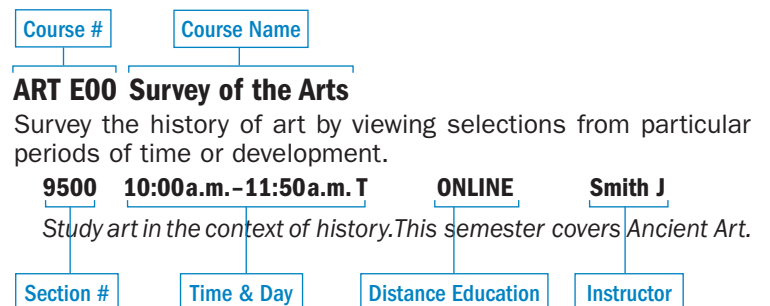 Course # Course Name
ART E00 Survey of the Arts
Survey the history of art by viewing selections from particular
periods of time or development.
9500 10:00a.m.–11:50a.m. T ONLINE Smith J
Study art in the context of history. This semester covers Ancient Art.
Section # Time & Day Distance Education Instructor